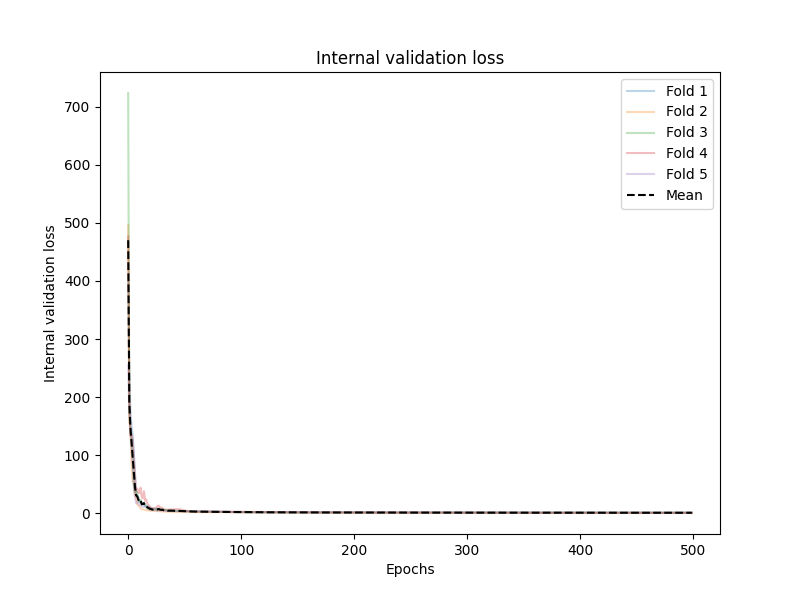 Internal validation loss
Fold 1
Fold 2
Fold 3
Fold 4
Fold 5
Mean
Internal validation loss
700
600
500
400
300
200
100
0
0 100 200 300 400 500
Epochs